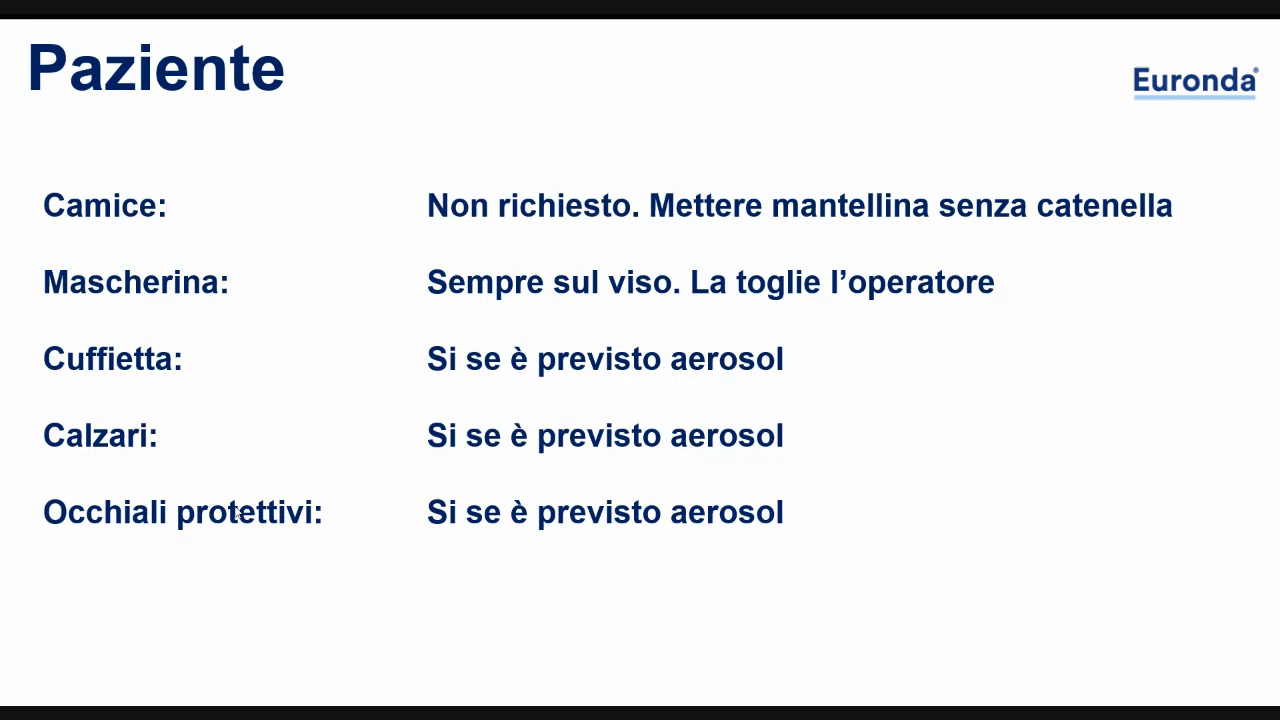 Paziente
Euronda®
Camice: Non richiesto. Mettere mantellina senza catenella
Mascherina: Sempre sul viso. La toglie l’operatore
Cuffietta: Si se è previsto aerosol
Calzari: Si se è previsto aerosol
Occhiali protettivi: Si se è previsto aerosol